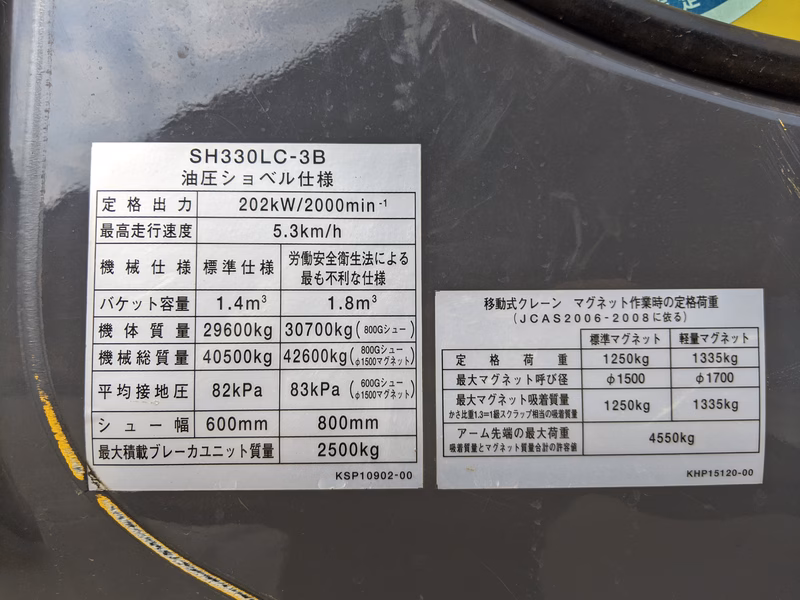 SH330LC-3B
油圧ショベル仕様
定格出力 202kW/2000min⁻¹
最高走行速度 5.3km/h
機械仕様 標準仕様 労働安全衛生法による
最も不利な仕様
バケット容量 1.4m³ 1.8m³
機体質量 29600kg 30700kg(800Gシュー)
機械総質量 40500kg 42600kg(800Gシュー
φ1500マグネット)
平均接地圧 82kPa 83kPa(600Gシュー
φ1500マグネット)
シュー幅 600mm 800mm
最大積載ブレーカユニット質量 2500kg
KSP10902-00
移動式クレーン マグネット作業時の定格荷重
(JCAS2006-2008に依る)
標準マグネット 軽量マグネット
定格荷重 1250kg 1335kg
最大マグネット呼び径 φ1500 φ1700
最大マグネット吸着質量
かさ比重1.3=1級スクラップ相当の吸着質量 1250kg 1335kg
アーム先端の最大荷重
吸着質量とマグネット質量合計の許容値 4550kg
KHP15120-00